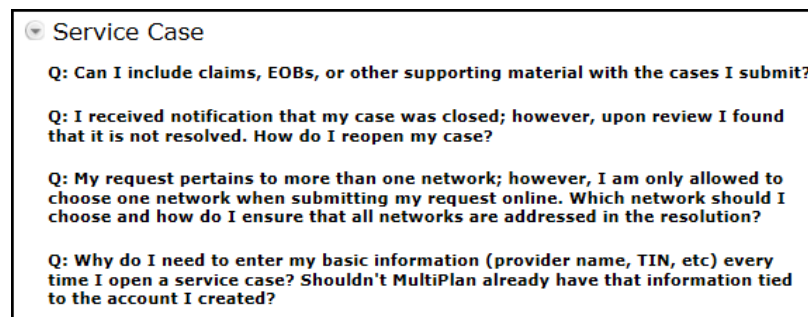 Service Case
Q: Can I include claims, EOBs, or other supporting material with the cases I submit?
Q: I received notification that my case was closed; however, upon review I found
that it is not resolved. How do I reopen my case?
Q: My request pertains to more than one network; however, I am only allowed to
choose one network when submitting my request online. Which network should I
choose and how do I ensure that all networks are addressed in the resolution?
Q: Why do I need to enter my basic information (provider name, TIN, etc) every
time I open a service case? Shouldn't MultiPlan already have that information tied
to the account I created?